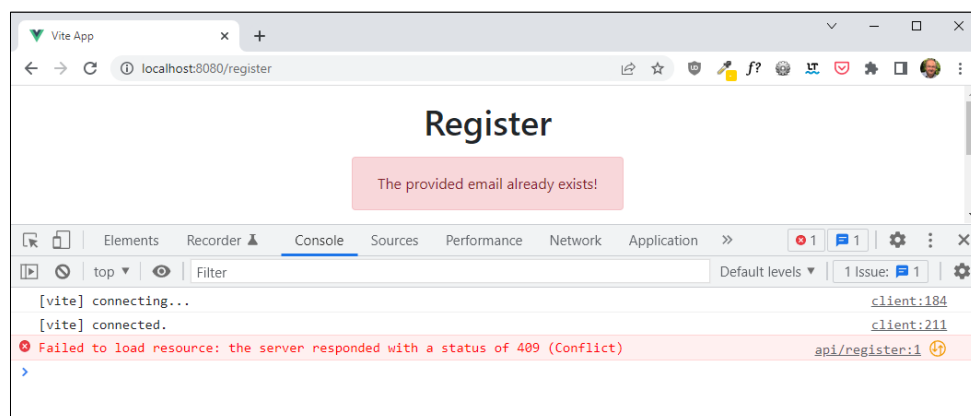 Vite App
localhost:8080/register
f?
LT
Register
The provided email already exists!
Elements Recorder Console Sources Performance Network Application » 1 1
top ▼ Filter Default levels ▼ 1 Issue: 1
[vite] connecting... client:184
[vite] connected. client:211
Failed to load resource: the server responded with a status of 409 (Conflict) api/register:1
>